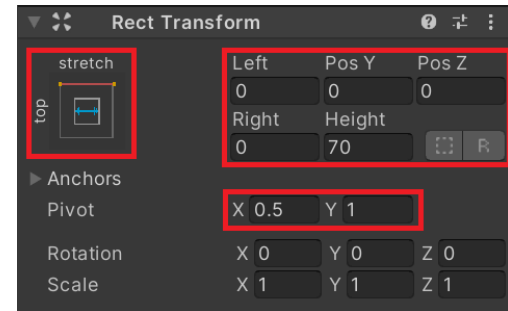 Rect Transform
stretch
top
Left Pos Y Pos Z
0 0 0
Right Height
0 70 R
Anchors
Pivot X 0.5 Y 1
Rotation X 0 Y 0 Z 0
Scale X 1 Y 1 Z 1